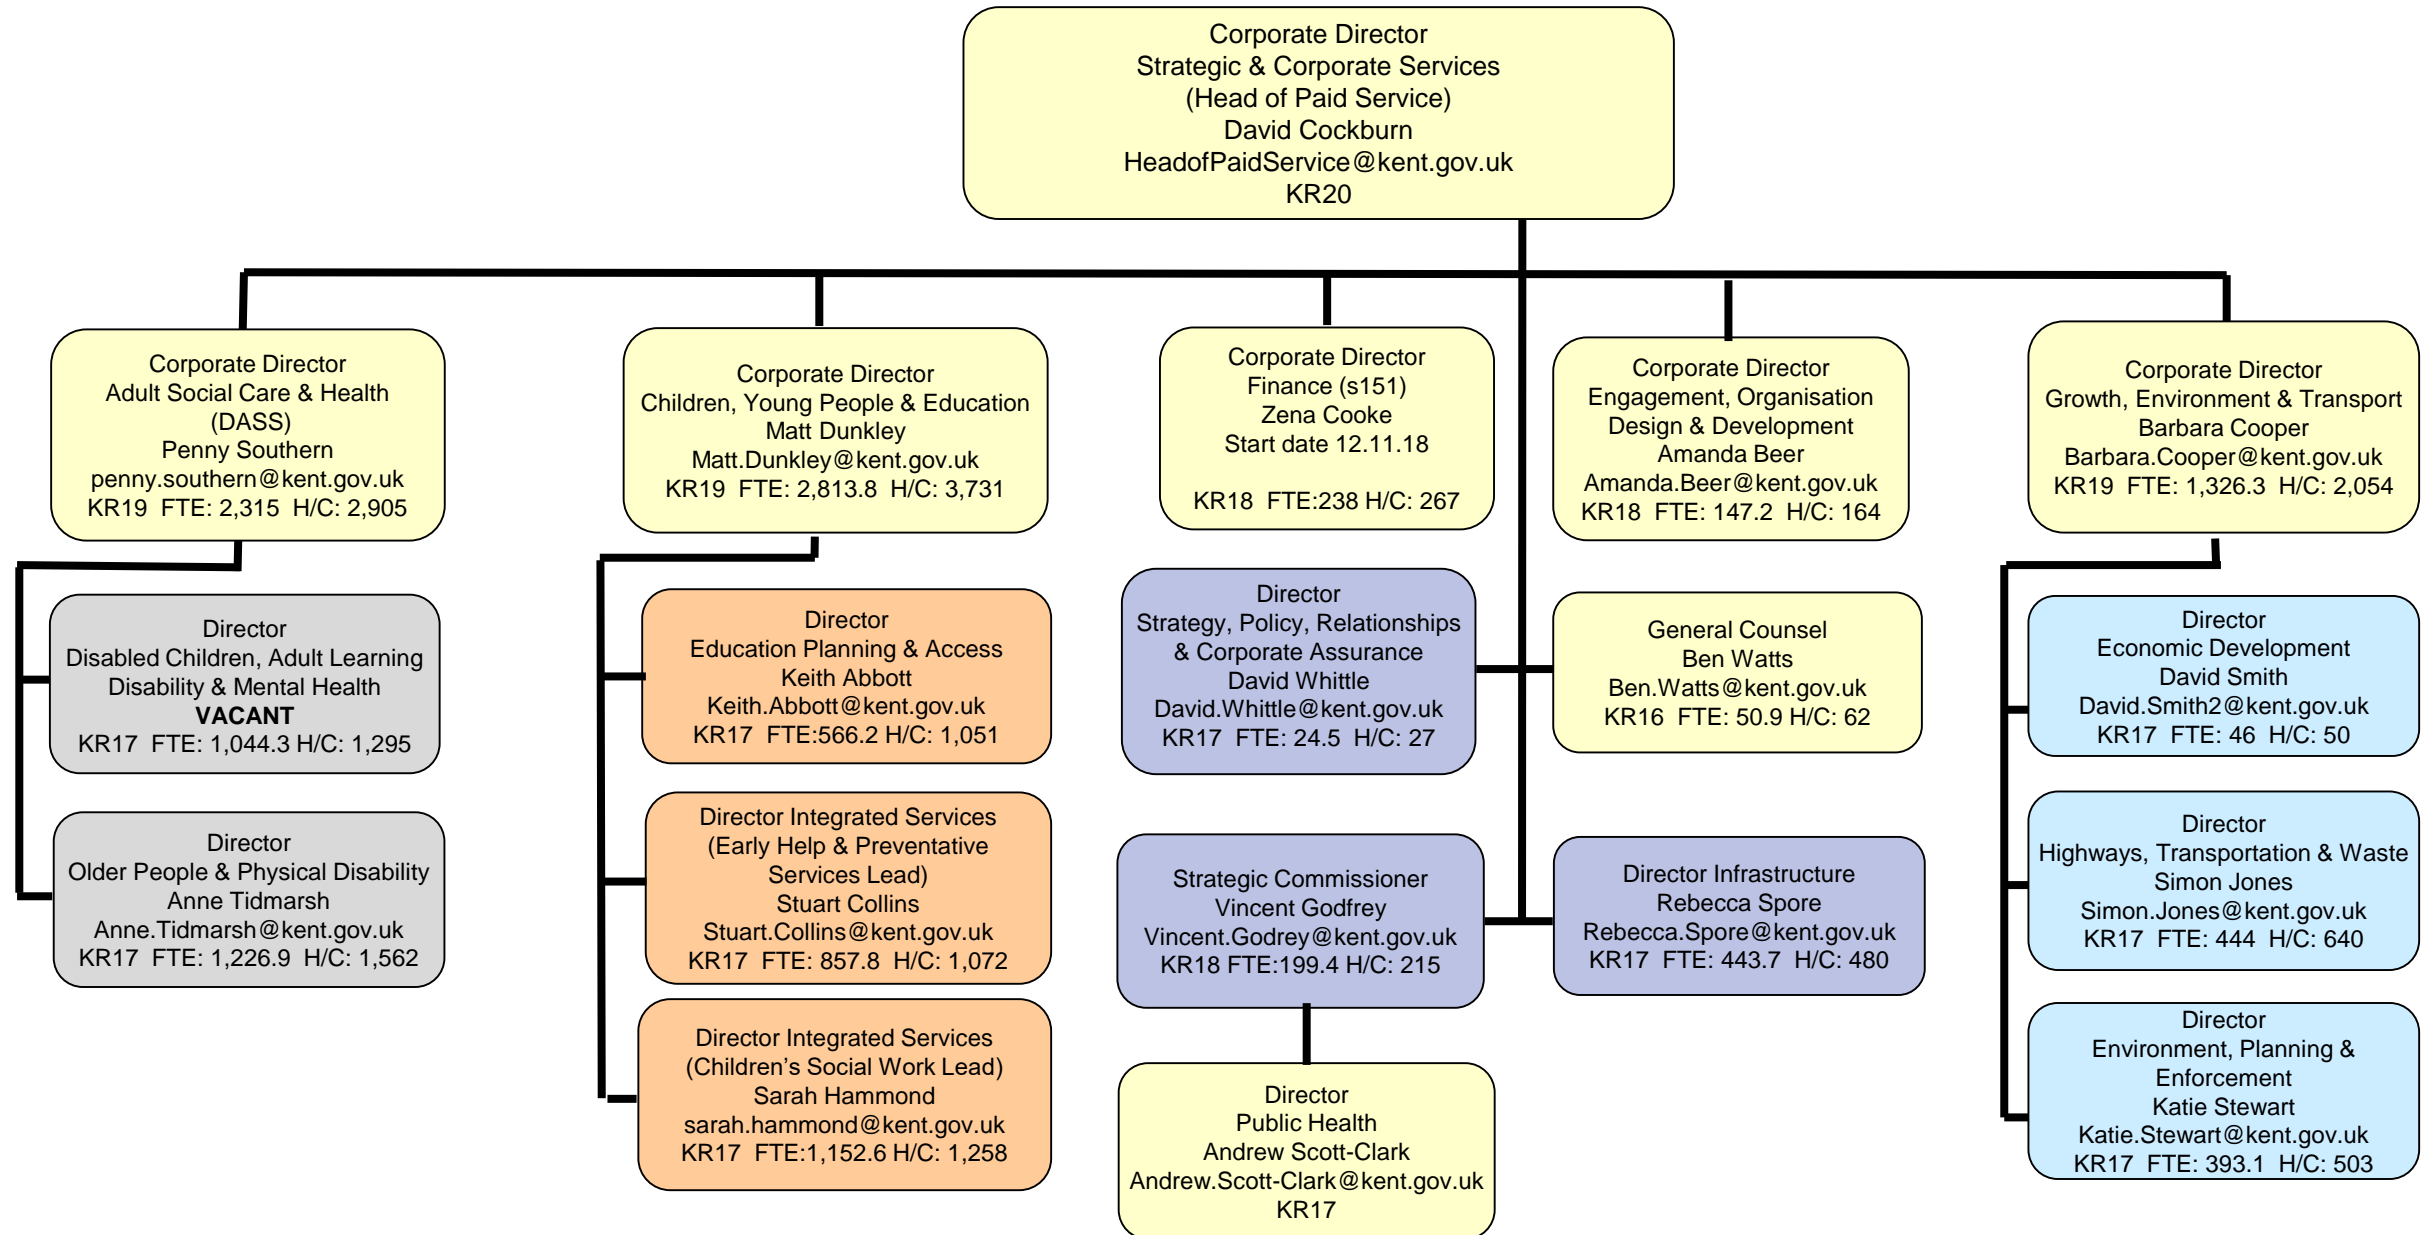 Corporate Director
Strategic & Corporate Services
(Head of Paid Service)
David Cockburn
HeadofPaidService@kent.gov.uk
KR20
Corporate Director
Adult Social Care & Health
(DASS)
Penny Southern
penny.southern@kent.gov.uk
KR19 FTE: 2,315 H/C: 2,905
Corporate Director
Children, Young People & Education
Matt Dunkley
Matt.Dunkley@kent.gov.uk
KR19 FTE: 2,813.8 H/C: 3,731
Corporate Director
Finance (s151)
Zena Cooke
Start date 12.11.18
KR18 FTE:238 H/C: 267
Corporate Director
Engagement, Organisation
Design & Development
Amanda Beer
Amanda.Beer@kent.gov.uk
KR18 FTE: 147.2 H/C: 164
Corporate Director
Growth, Environment & Transport
Barbara Cooper
Barbara.Cooper@kent.gov.uk
KR19 FTE: 1,326.3 H/C: 2,054
Director
Disabled Children, Adult Learning
Disability & Mental Health
VACANT
KR17 FTE: 1,044.3 H/C: 1,295
Director
Older People & Physical Disability
Anne Tidmarsh
Anne.Tidmarsh@kent.gov.uk
KR17 FTE: 1,226.9 H/C: 1,562
Director
Education Planning & Access
Keith Abbott
Keith.Abbott@kent.gov.uk
KR17 FTE:566.2 H/C: 1,051
Director Integrated Services
(Early Help & Preventative
Services Lead)
Stuart Collins
Stuart.Collins@kent.gov.uk
KR17 FTE: 857.8 H/C: 1,072
Director Integrated Services
(Children’s Social Work Lead)
Sarah Hammond
sarah.hammond@kent.gov.uk
KR17 FTE:1,152.6 H/C: 1,258
Director
Strategy, Policy, Relationships
& Corporate Assurance
David Whittle
David.Whittle@kent.gov.uk
KR17 FTE: 24.5 H/C: 27
General Counsel
Ben Watts
Ben.Watts@kent.gov.uk
KR16 FTE: 50.9 H/C: 62
Strategic Commissioner
Vincent Godfrey
Vincent.Godrey@kent.gov.uk
KR18 FTE:199.4 H/C: 215
Director Infrastructure
Rebecca Spore
Rebecca.Spore@kent.gov.uk
KR17 FTE: 443.7 H/C: 480
Director
Public Health
Andrew Scott-Clark
Andrew.Scott-Clark@kent.gov.uk
KR17
Director
Economic Development
David Smith
David.Smith2@kent.gov.uk
KR17 FTE: 46 H/C: 50
Director
Highways, Transportation & Waste
Simon Jones
Simon.Jones@kent.gov.uk
KR17 FTE: 444 H/C: 640
Director
Environment, Planning &
Enforcement
Katie Stewart
Katie.Stewart@kent.gov.uk
KR17 FTE: 393.1 H/C: 503